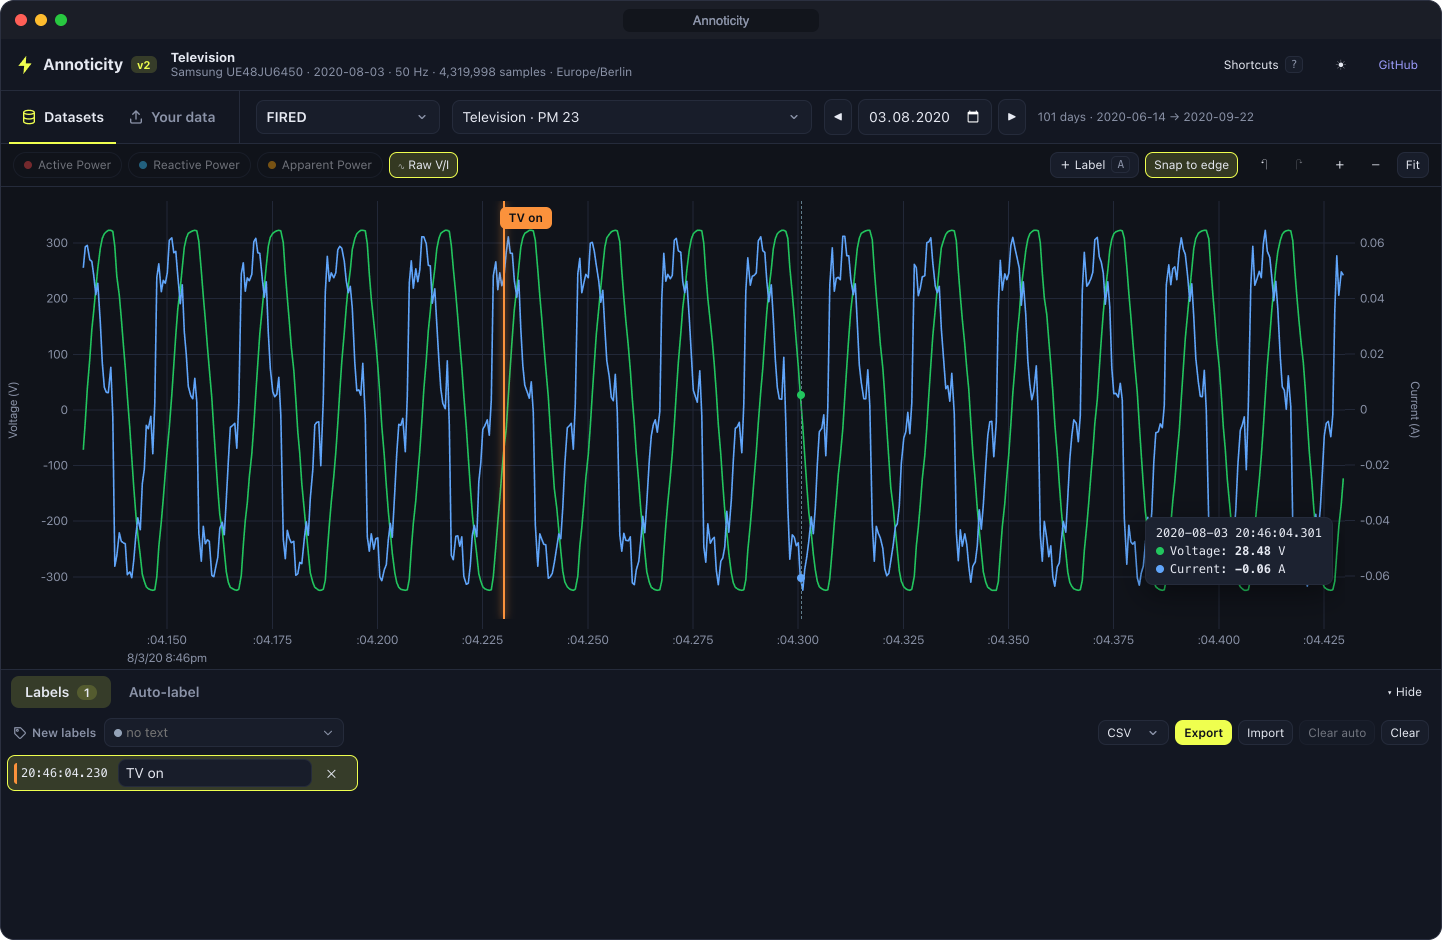 Annoticity
Annoticity v2
Television
Samsung UE48JU6450 · 2020-08-03 · 50 Hz · 4,319,998 samples · Europe/Berlin
Shortcuts ?
GitHub
Datasets
Your data
FIRED
Television · PM 23
03.08.2020
101 days · 2020-06-14 → 2020-09-22
Active Power
Reactive Power
Apparent Power
Raw V/I
+ Label A
Snap to edge
+
−
Fit
TV on
300
200
100
0
-100
-200
-300
Voltage (V)
0.06
0.04
0.02
0
-0.02
-0.04
-0.06
Current (A)
2020-08-03 20:46:04.301
Voltage: 28.48 V
Current: −0.06 A
:04.150 :04.175 :04.200 :04.225 :04.250 :04.275 :04.300 :04.325 :04.350 :04.375 :04.400 :04.425
8/3/20 8:46pm
Labels 1
Auto-label
Hide
New labels
no text
CSV
Export
Import
Clear auto
Clear
20:46:04.230 TV on ×